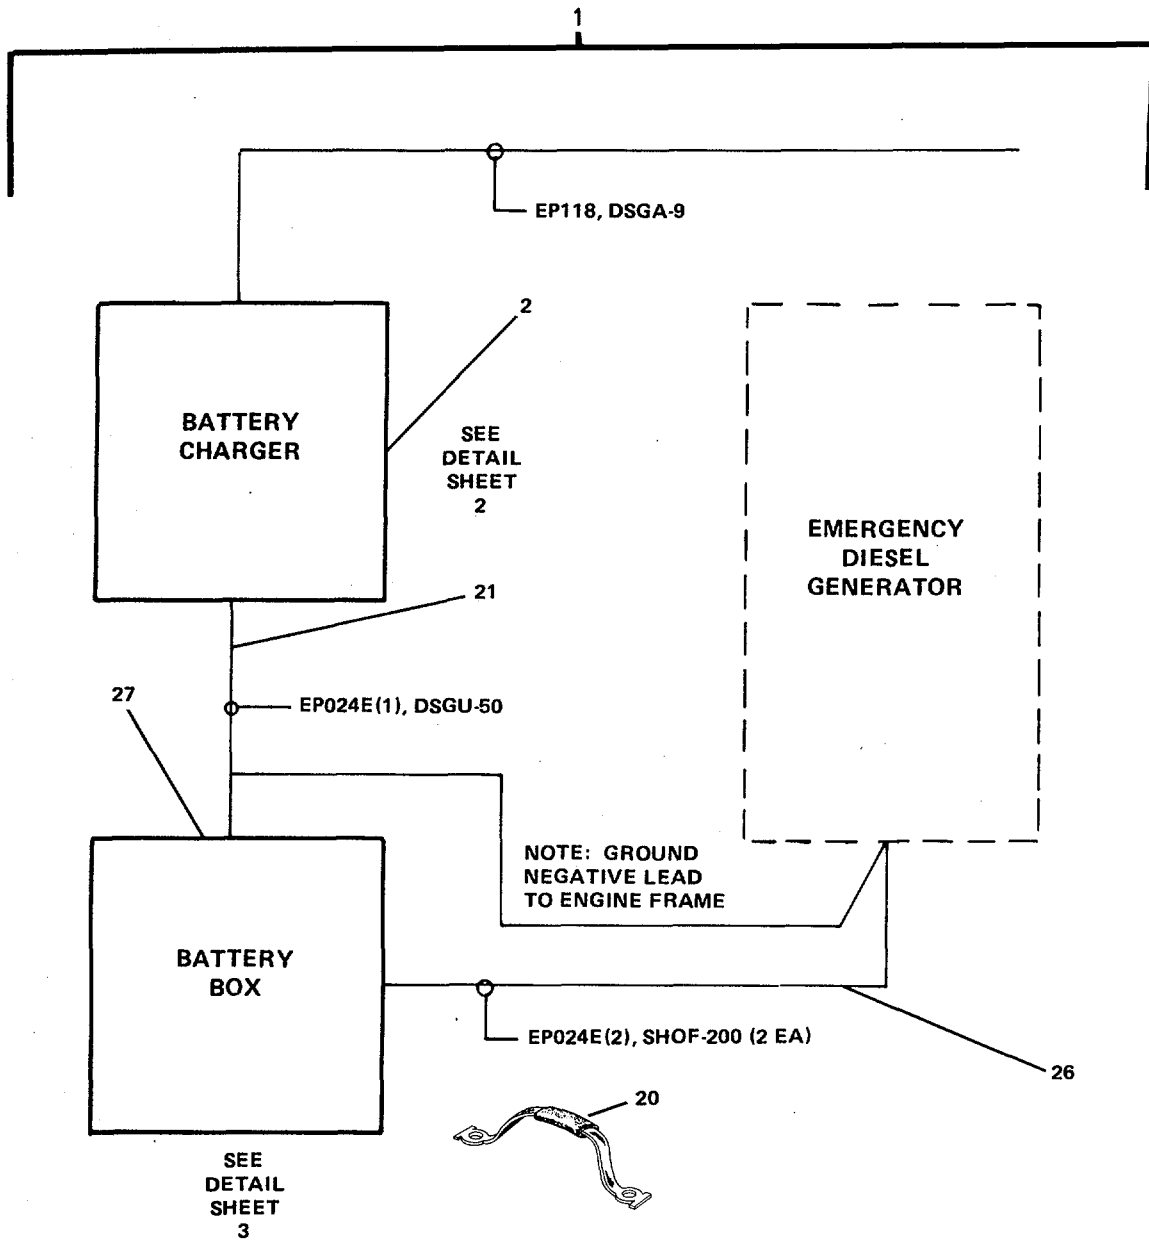 1
EP118, DSGA-9
2
BATTERY
CHARGER
SEE
DETAIL
SHEET
2
EMERGENCY
DIESEL
GENERATOR
21
27
EP024E(1), DSGU-50
NOTE: GROUND
NEGATIVE LEAD
TO ENGINE FRAME
BATTERY
BOX
EP024E(2), SHOF-200 (2 EA)
26
20
SEE
DETAIL
SHEET
3